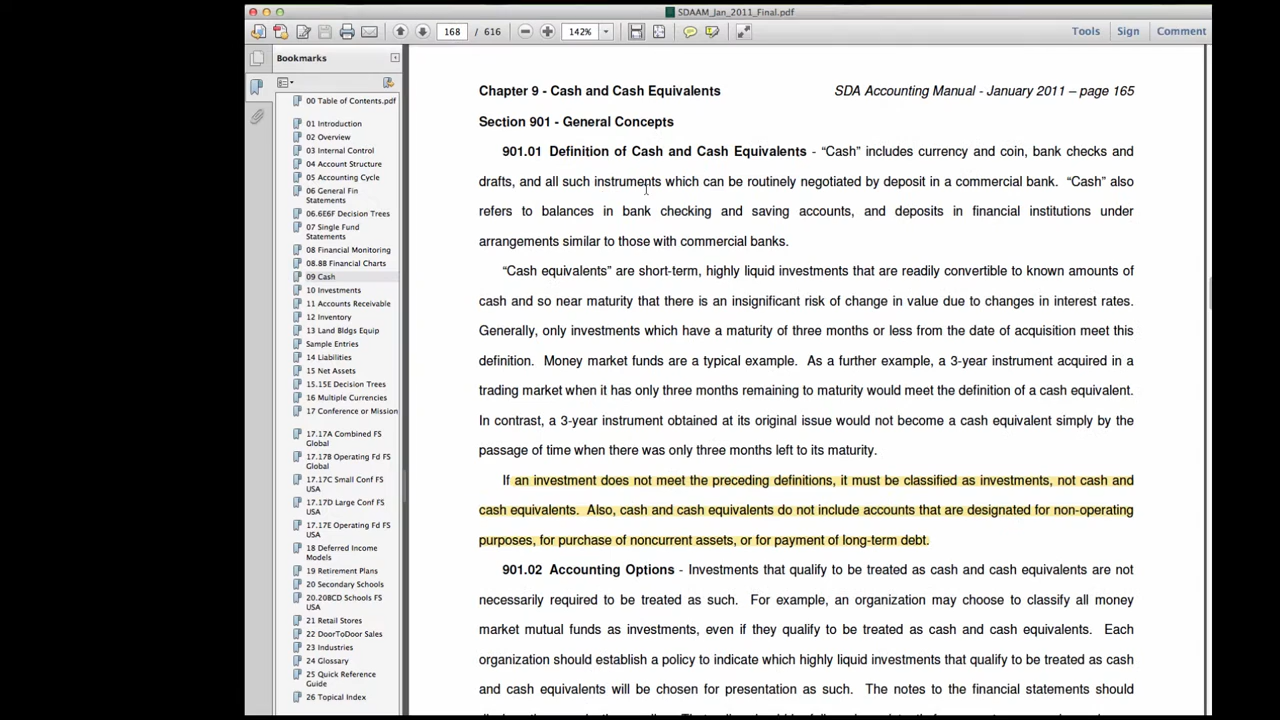 SDAAM_Jan_2011_Final.pdf
168 / 616
142%
Tools
Sign
Comment
Bookmarks
00 Table of Contents.pdf
01 Introduction
02 Overview
03 Internal Control
04 Account Structure
05 Accounting Cycle
06 General Fin
Statements
06.6E6F Decision Trees
07 Single Fund
Statements
08 Financial Monitoring
08.8B Financial Charts
09 Cash
10 Investments
11 Accounts Receivable
12 Inventory
13 Land Bldgs Equip
Sample Entries
14 Liabilities
15 Net Assets
15.15E Decision Trees
16 Multiple Currencies
17 Conference or Mission
17.17A Combined FS
Global
17.17B Operating Fd FS
Global
17.17C Small Conf FS
USA
17.17D Large Conf FS
USA
17.17E Operating Fd FS
USA
18 Deferred Income
Models
19 Retirement Plans
20 Secondary Schools
20.20BCD Schools FS
USA
21 Retail Stores
22 DoorToDoor Sales
23 Industries
24 Glossary
25 Quick Reference
Guide
26 Topical Index
Chapter 9 - Cash and Cash Equivalents SDA Accounting Manual - January 2011 – page 165
Section 901 - General Concepts
901.01 Definition of Cash and Cash Equivalents - “Cash” includes currency and coin, bank checks and
drafts, and all such instruments which can be routinely negotiated by deposit in a commercial bank. “Cash” also
refers to balances in bank checking and saving accounts, and deposits in financial institutions under
arrangements similar to those with commercial banks.
“Cash equivalents” are short-term, highly liquid investments that are readily convertible to known amounts of
cash and so near maturity that there is an insignificant risk of change in value due to changes in interest rates.
Generally, only investments which have a maturity of three months or less from the date of acquisition meet this
definition. Money market funds are a typical example. As a further example, a 3-year instrument acquired in a
trading market when it has only three months remaining to maturity would meet the definition of a cash equivalent.
In contrast, a 3-year instrument obtained at its original issue would not become a cash equivalent simply by the
passage of time when there was only three months left to its maturity.
If an investment does not meet the preceding definitions, it must be classified as investments, not cash and
cash equivalents. Also, cash and cash equivalents do not include accounts that are designated for non-operating
purposes, for purchase of noncurrent assets, or for payment of long-term debt.
901.02 Accounting Options - Investments that qualify to be treated as cash and cash equivalents are not
necessarily required to be treated as such. For example, an organization may choose to classify all money
market mutual funds as investments, even if they qualify to be treated as cash and cash equivalents. Each
organization should establish a policy to indicate which highly liquid investments that qualify to be treated as cash
and cash equivalents will be chosen for presentation as such. The notes to the financial statements should